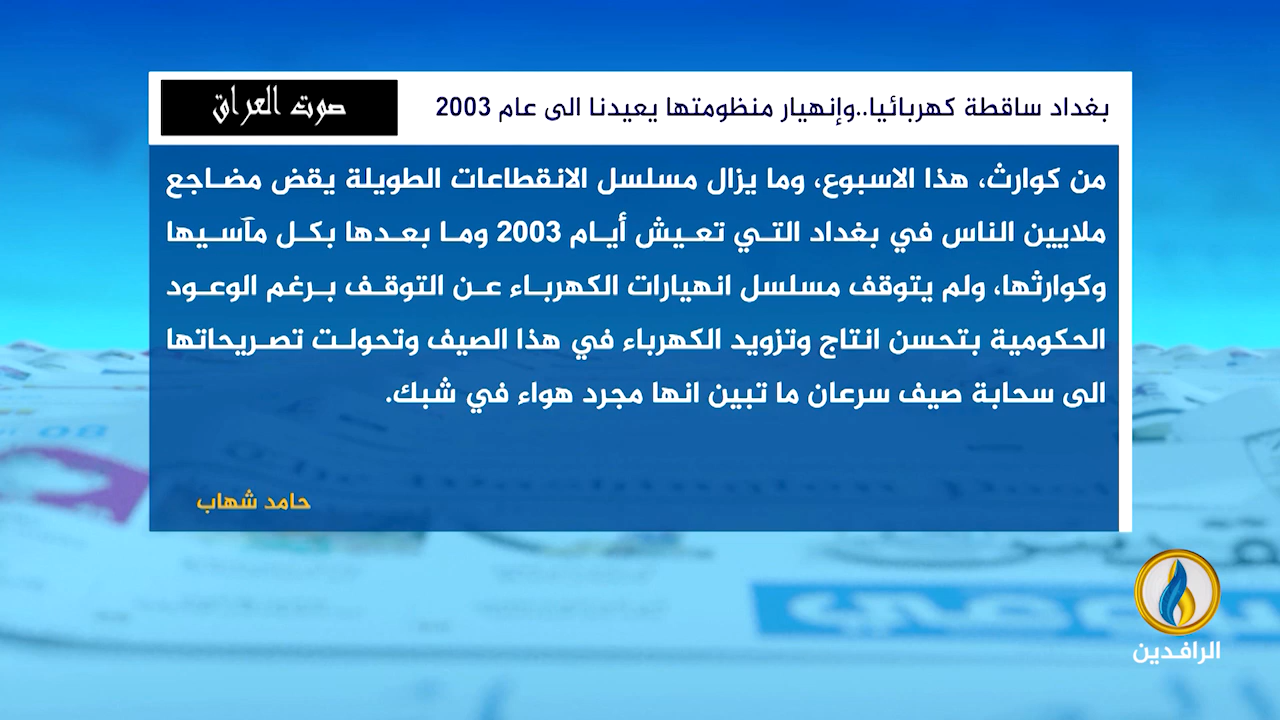 صوت العراق
بغداد ساقطة كهربائيا..وإنهيار منظومتها يعيدنا الى عام 2003
من كوارث، هذا الاسبوع، وما يزال مسلسل الانقطاعات الطويلة يقض مضاجع
ملايين الناس في بغداد التي تعيش أيام 2003 وما بعدها بكل مآسيها
وكوارثها، ولم يتوقف مسلسل انهيارات الكهرباء عن التوقف برغم الوعود
الحكومية بتحسن انتاج وتزويد الكهرباء في هذا الصيف وتحولت تصريحاتها
الى سحابة صيف سرعان ما تبين انها مجرد هواء في شبك.
حامد شهاب
الرافدين